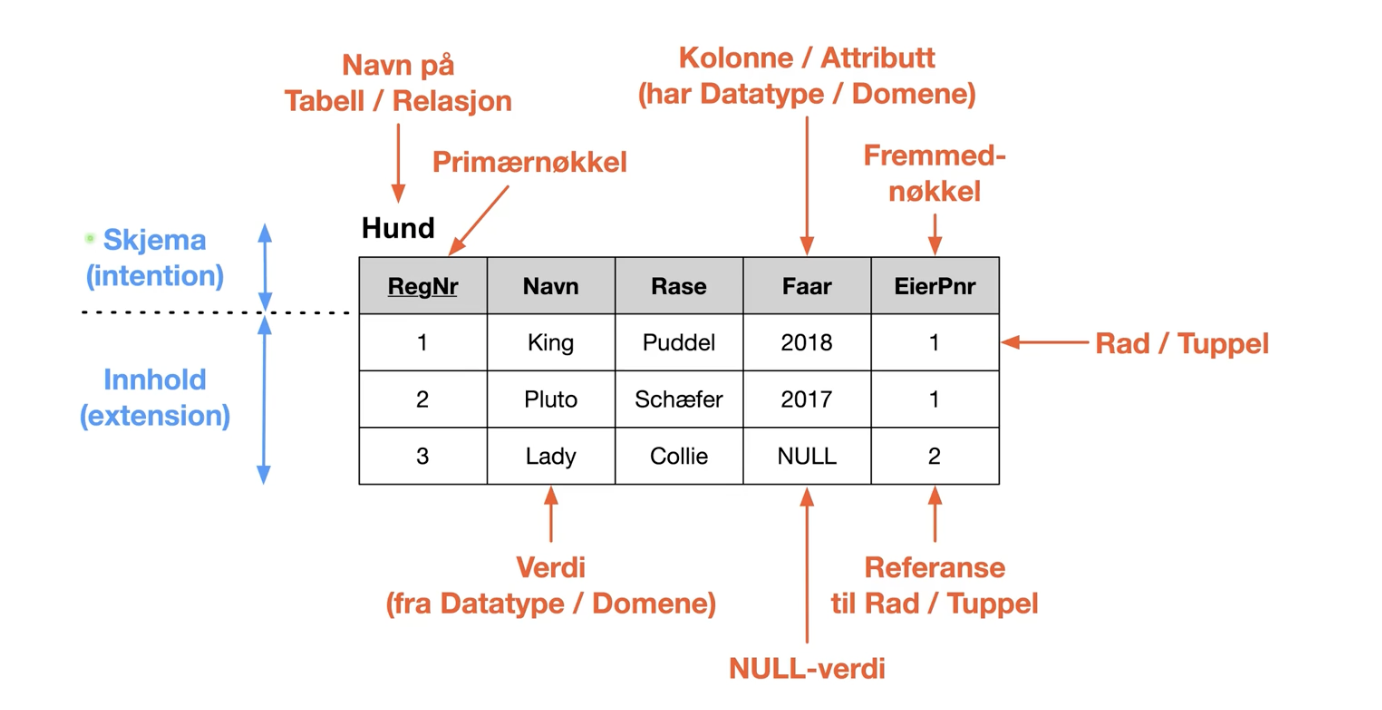 Navn på
Tabell / Relasjon
Kolonne / Attributt
(har Datatype / Domene)
Primærnøkkel
Fremmed-
nøkkel
Hund
Skjema
(intention)
RegNr Navn Rase Faar EierPnr
1 King Puddel 2018 1
Rad / Tuppel
Innhold
(extension)
2 Pluto Schæfer 2017 1
3 Lady Collie NULL 2
Verdi
(fra Datatype / Domene)
Referanse
til Rad / Tuppel
NULL-verdi